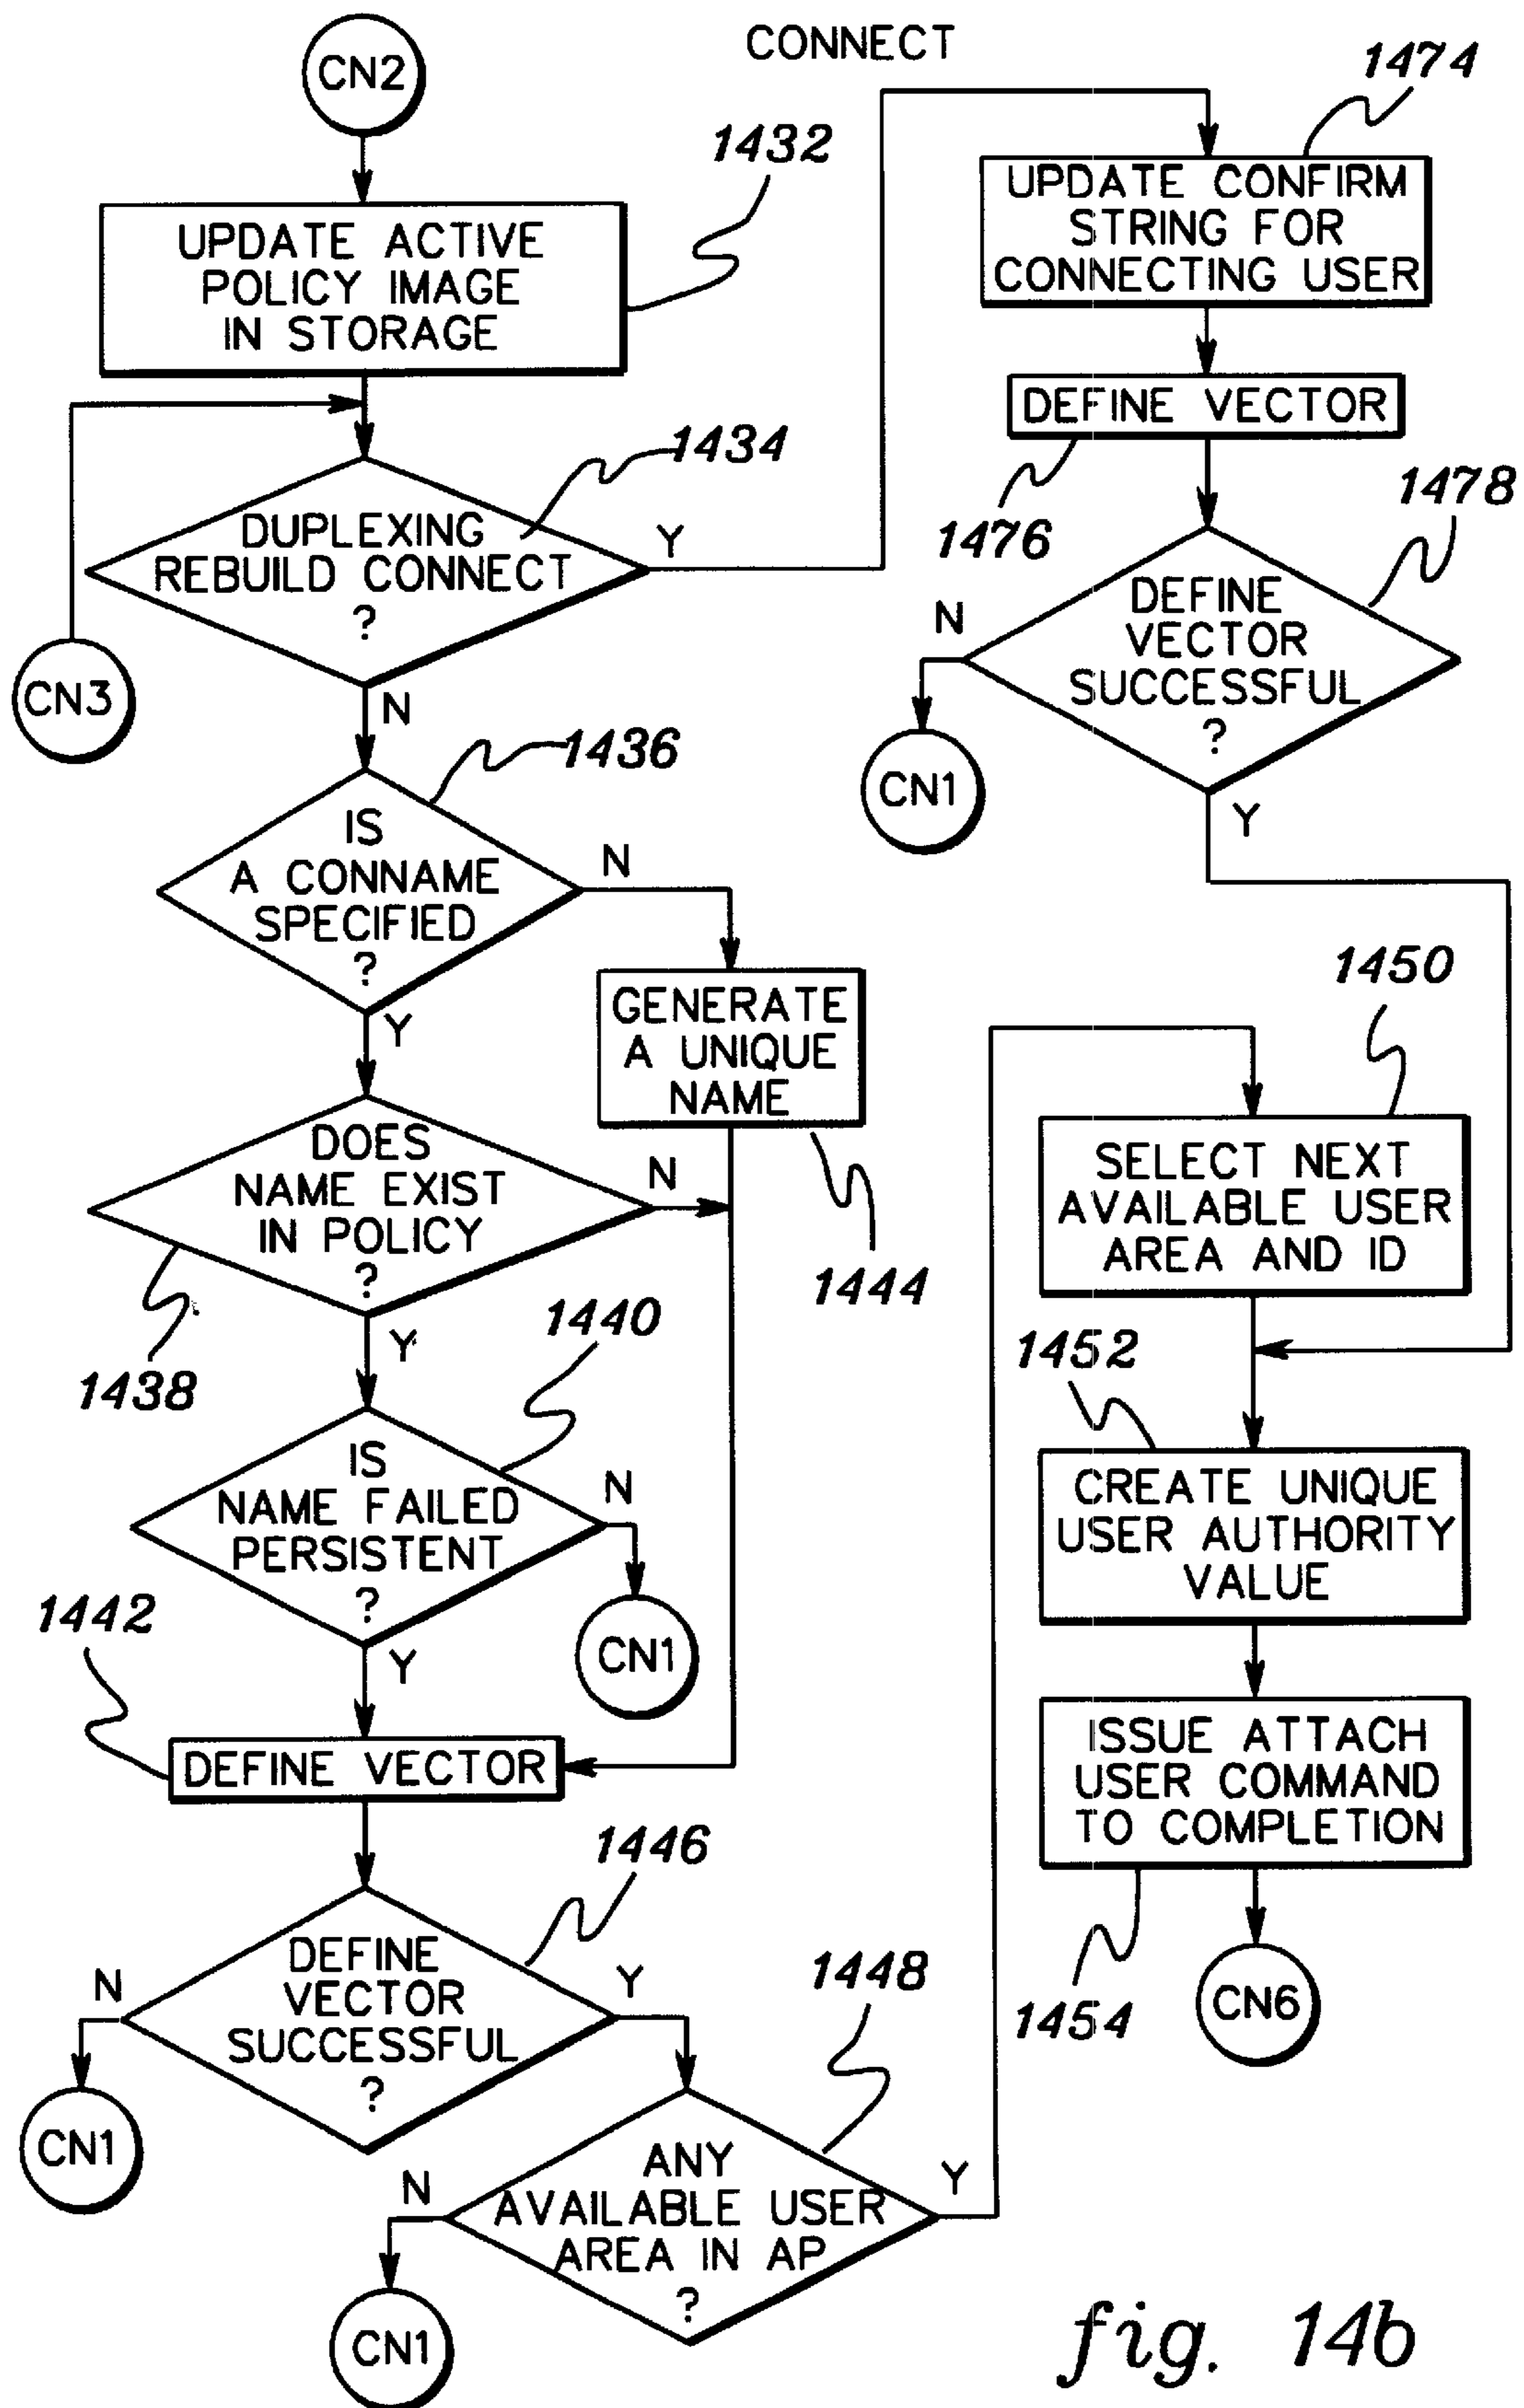 CONNECT
CN2
1432
UPDATE ACTIVE
POLICY IMAGE
IN STORAGE
1434
DUPLEXING
REBUILD CONNECT
?
Y
N
CN3
1436
IS
A CONNAME
SPECIFIED
?
N
Y
GENERATE
A UNIQUE
NAME
1444
DOES
NAME EXIST
IN POLICY
?
N
Y
1438
1440
IS
NAME FAILED
PERSISTENT
?
N
CN1
Y
1442
DEFINE VECTOR
1446
DEFINE
VECTOR
SUCCESSFUL
?
N
CN1
Y
1448
ANY
AVAILABLE USER
AREA IN AP
?
N
CN1
Y
1474
UPDATE CONFIRM
STRING FOR
CONNECTING USER
DEFINE VECTOR
1476
1478
DEFINE
VECTOR
SUCCESSFUL
?
N
CN1
Y
1450
SELECT NEXT
AVAILABLE USER
AREA AND ID
1452
CREATE UNIQUE
USER AUTHORITY
VALUE
ISSUE ATTACH
USER COMMAND
TO COMPLETION
1454
CN6
fig. 14b